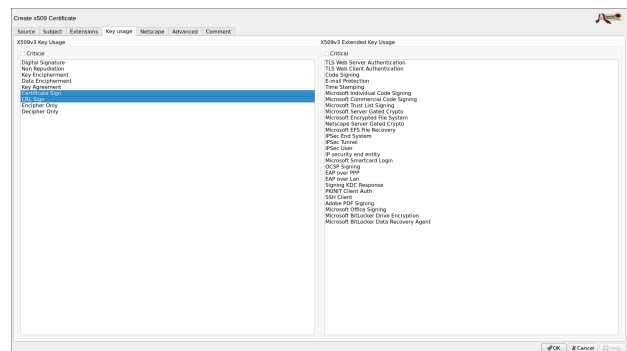 Create x509 Certificate
Source Subject Extensions Key usage Netscape Advanced Comment
X509v3 Key Usage
Critical
Digital Signature
Non Repudiation
Key Encipherment
Data Encipherment
Key Agreement
Certificate Sign
CRL Sign
Encipher Only
Decipher Only
X509v3 Extended Key Usage
Critical
TLS Web Server Authentication
TLS Web Client Authentication
Code Signing
E-mail Protection
Time Stamping
Microsoft Individual Code Signing
Microsoft Commercial Code Signing
Microsoft Trust List Signing
Microsoft Server Gated Crypto
Microsoft Encrypted File System
Netscape Server Gated Crypto
Microsoft EFS File Recovery
IPSec End System
IPSec Tunnel
IPSec User
IP security end entity
Microsoft Smartcard Login
OCSP Signing
EAP over PPP
EAP over Lan
Signing KDC Response
PKINIT Client Auth
SSH Client
Adobe PDF Signing
Microsoft Office Signing
Microsoft BitLocker Drive Encryption
Microsoft BitLocker Data Recovery Agent
OK Cancel Help